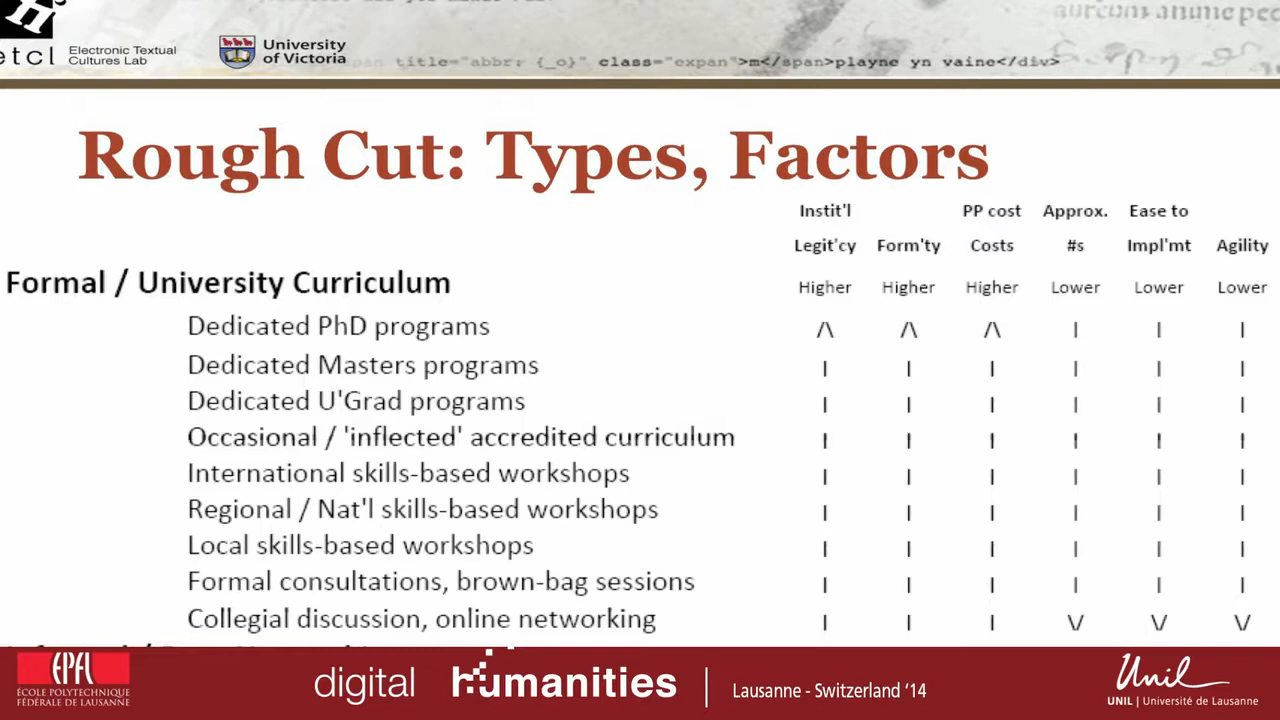 etcl Electronic Textual Cultures Lab
University of Victoria
title="abbr; {_o}" class="expan">m</span>playne yn vaine</div>
Rough Cut: Types, Factors
Instit'l PP cost Approx. Ease to
Legit'cy Form'ty Costs #s Impl'mt Agility
Formal / University Curriculum Higher Higher Higher Lower Lower Lower
Dedicated PhD programs /\ /\ /\ | | |
Dedicated Masters programs | | | | | |
Dedicated U'Grad programs | | | | | |
Occasional / 'inflected' accredited curriculum | | | | | |
International skills-based workshops | | | | | |
Regional / Nat'l skills-based workshops | | | | | |
Local skills-based workshops | | | | | |
Formal consultations, brown-bag sessions | | | | | |
Collegial discussion, online networking | | | \/ \/ \/
EPFL
ÉCOLE POLYTECHNIQUE
FÉDÉRALE DE LAUSANNE
digital humanities
Lausanne - Switzerland '14
Unil
UNIL | Université de Lausanne